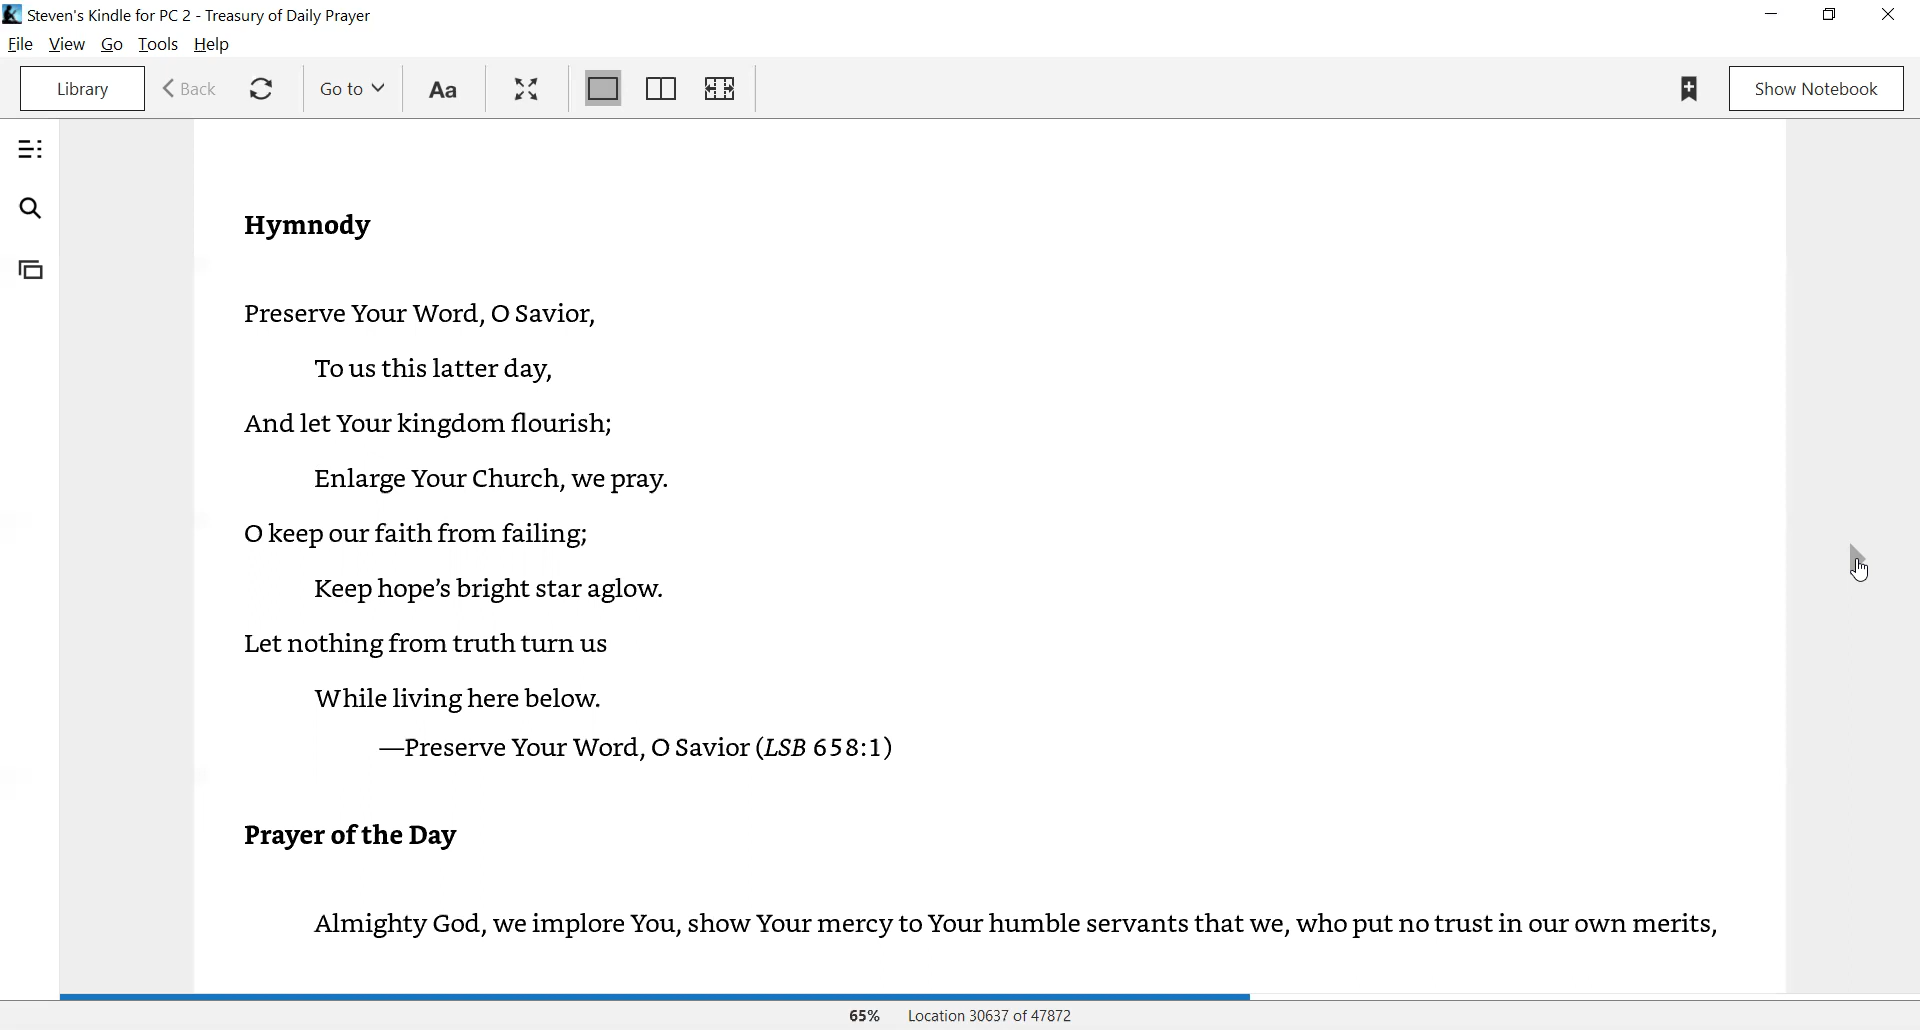 Steven's Kindle for PC 2 - Treasury of Daily Prayer
File View Go Tools Help
Library Back Go to Aa Show Notebook
Hymnody
Preserve Your Word, O Savior,
To us this latter day,
And let Your kingdom flourish;
Enlarge Your Church, we pray.
O keep our faith from failing;
Keep hope’s bright star aglow.
Let nothing from truth turn us
While living here below.
—Preserve Your Word, O Savior (LSB 658:1)
Prayer of the Day
Almighty God, we implore You, show Your mercy to Your humble servants that we, who put no trust in our own merits,
65% Location 30637 of 47872